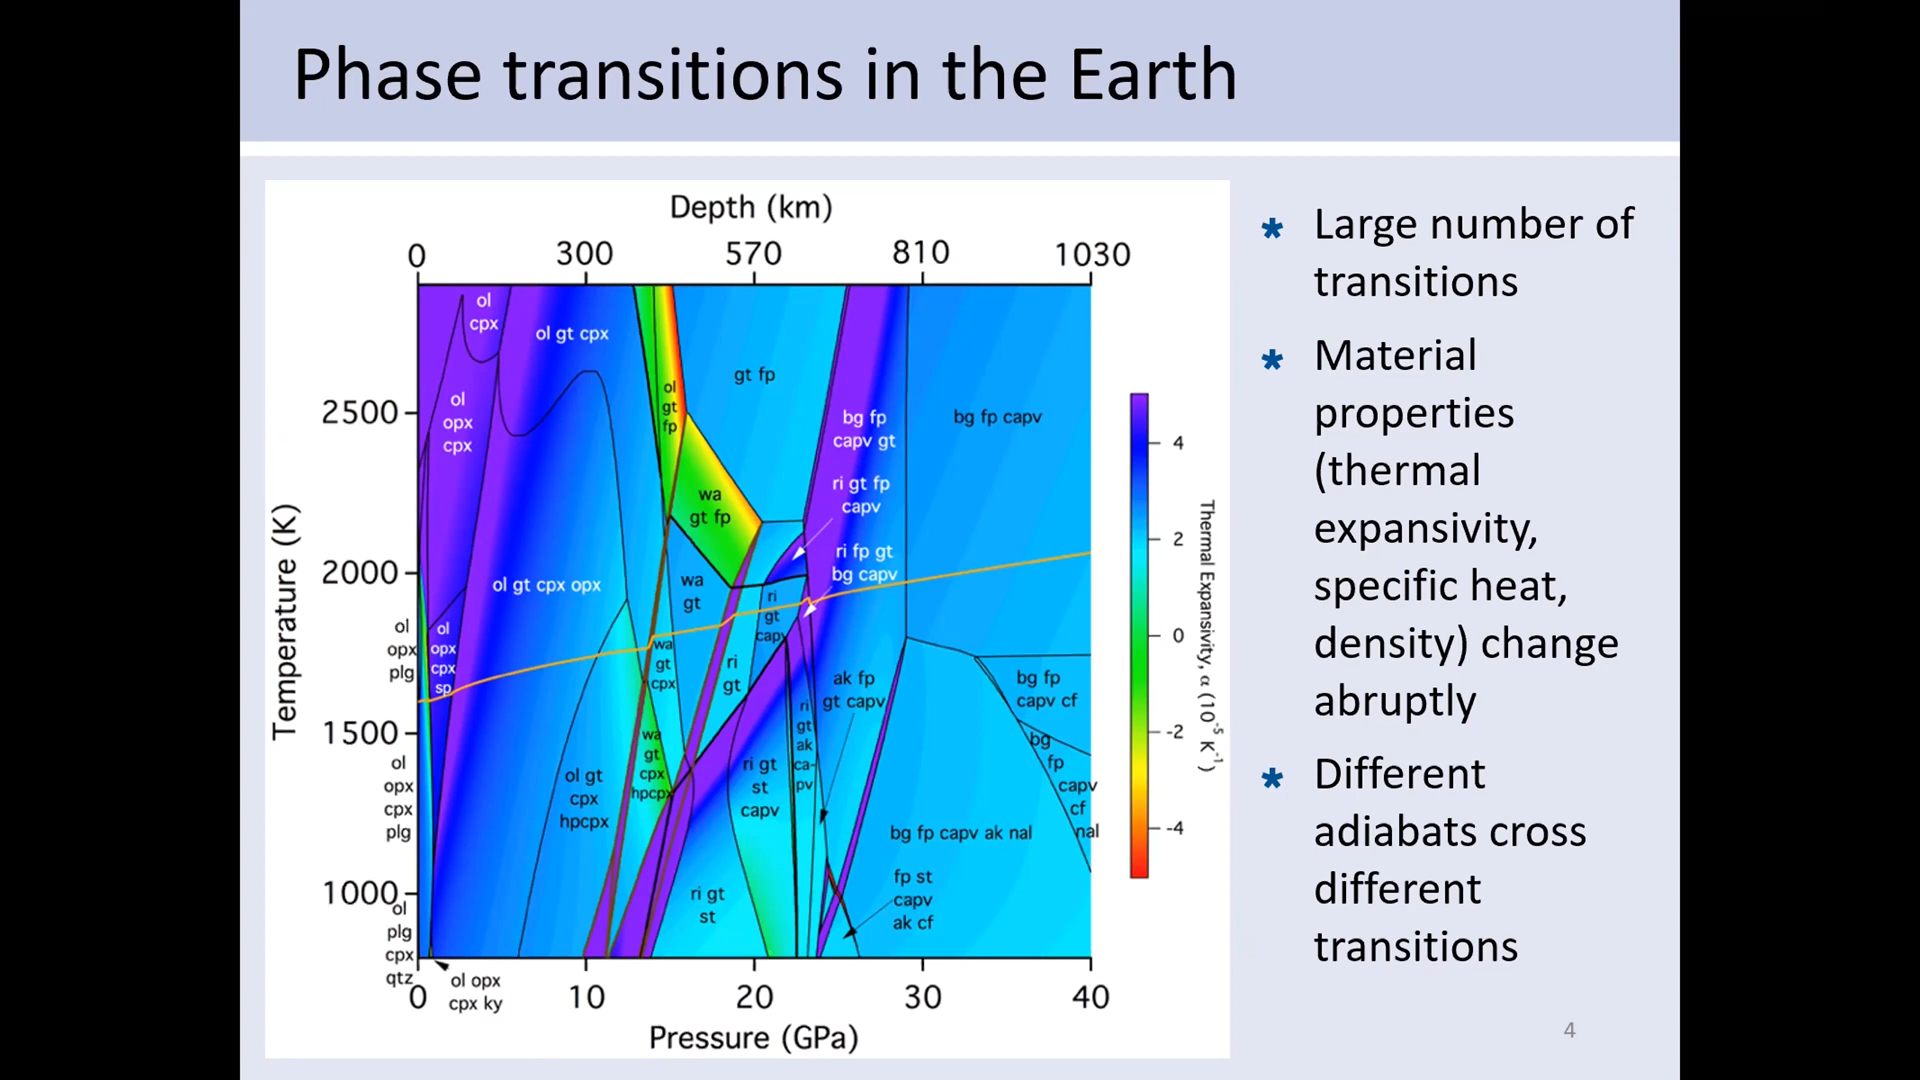 Phase transitions in the Earth
Depth (km)
0 300 570 810 1030
ol
cpx
ol gt cpx
ol
opx
cpx
ol
gt
fp
gt fp
bg fp
capv gt
bg fp capv
wa
gt fp
ri gt fp
capv
ri fp gt
bg capv
ol gt cpx opx
wa
gt
ri
gt
capv
ol
opx
plg
ol
opx
cpx
sp
wa
gt
cpx
ri
gt
ak fp
gt capv
bg fp
capv cf
ri
gt
ak
ca-
pv
wa
gt
cpx
hpcpx
bg
fp
capv
cf
nal
ol
opx
cpx
plg
ol gt
cpx
hpcpx
ri gt
st
capv
bg fp capv ak nal
ri gt
st
fp st
capv
ak cf
ol
plg
cpx
qtz
ol opx
cpx ky
2500
2000
1500
1000
Temperature (K)
0 10 20 30 40
Pressure (GPa)
4
2
0
-2
-4
Thermal Expansivity, α (10⁻⁵ K⁻¹)
* Large number of
transitions
* Material
properties
(thermal
expansivity,
specific heat,
density) change
abruptly
* Different
adiabats cross
different
transitions
4